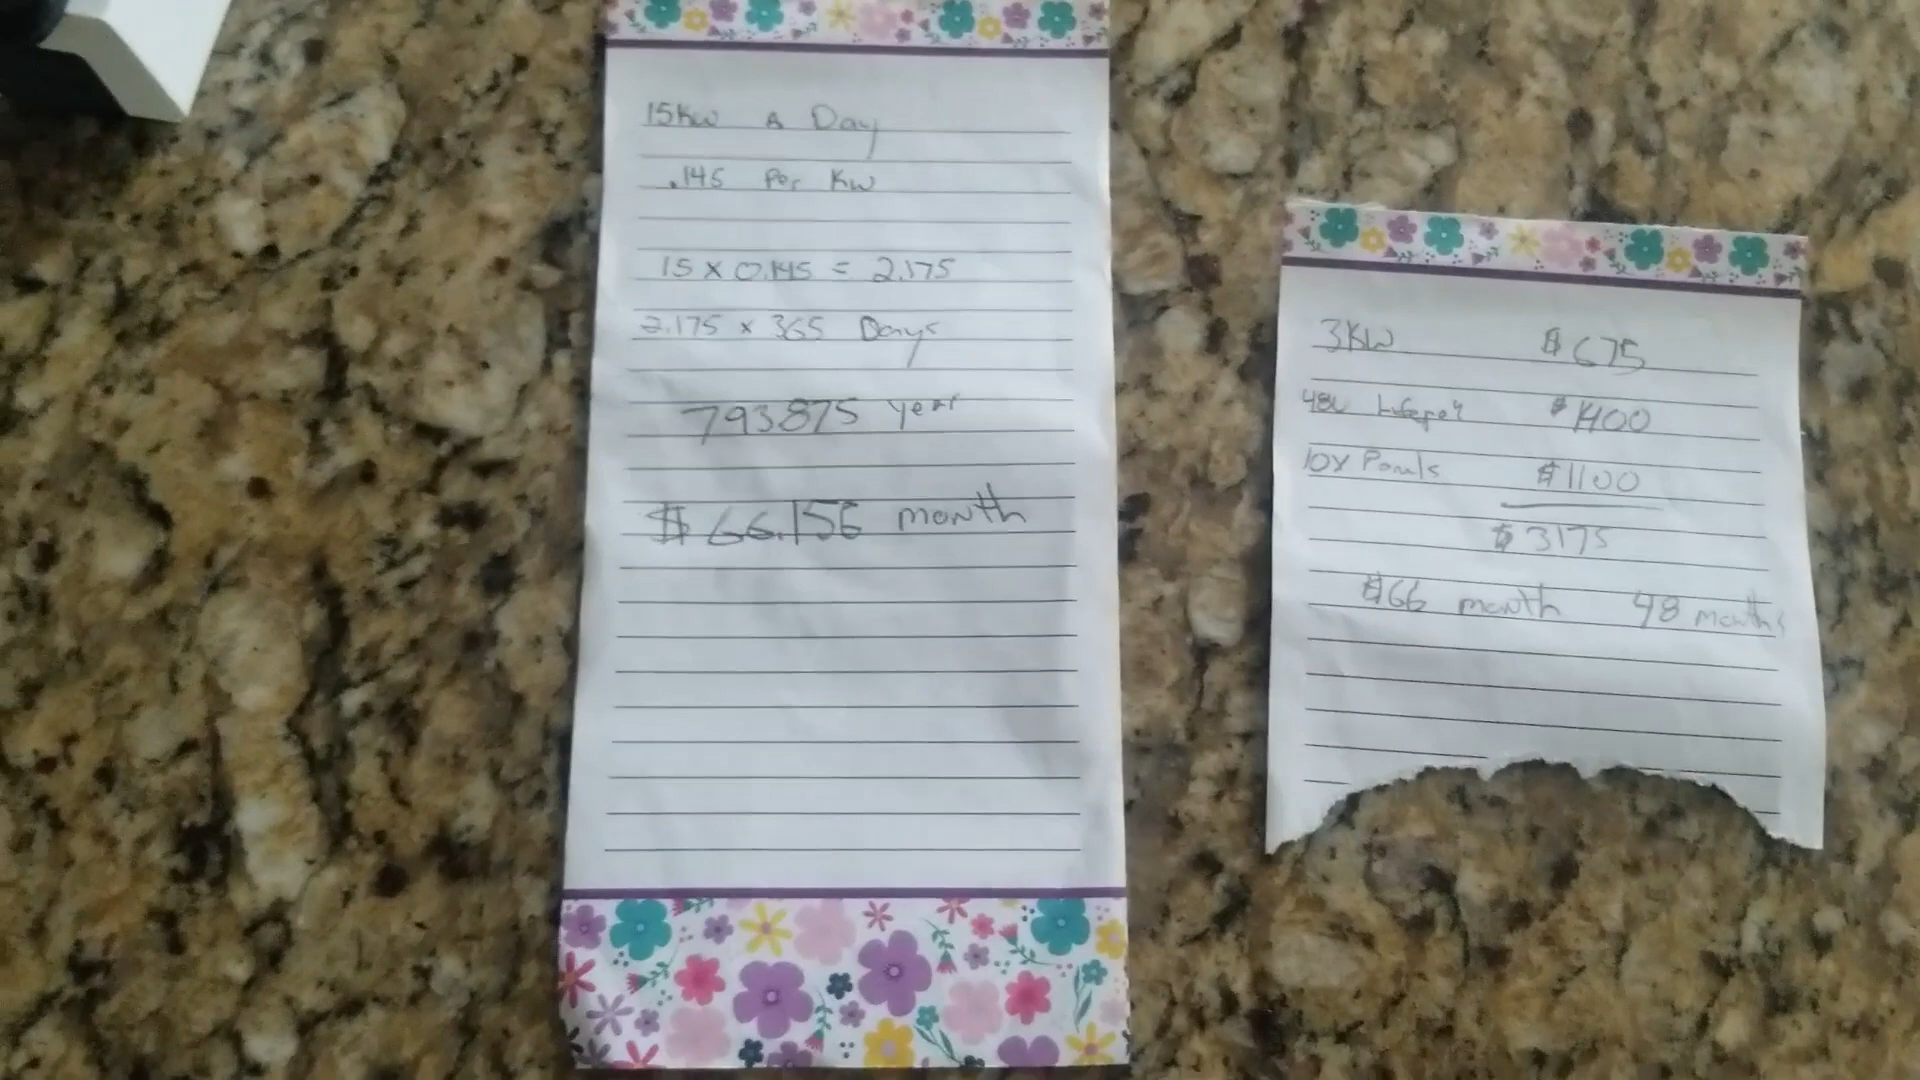 15Kw A Day
.145 Per Kw
15 x 0.145 = 2.175
2.175 x 365 Days
793875 year
$66.156 month
3KW $675
48v Lifepo4 $1400
10x Panels $1100
$3175
$66 month 48 months